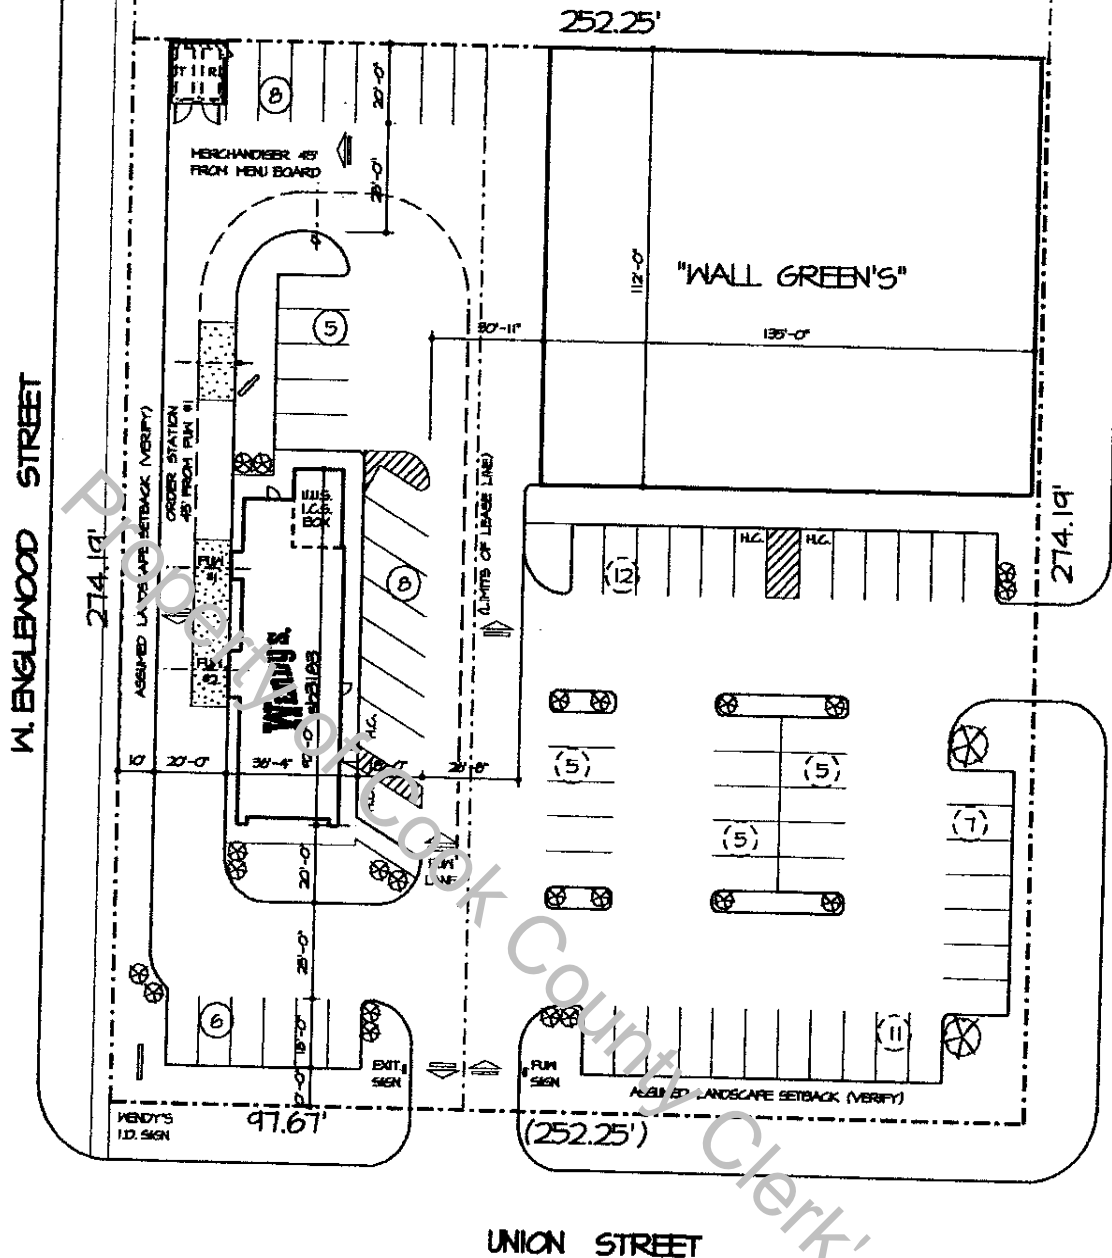 252.25'
T R
8
20'-0"
MERCHANDISER 45'
FROM MENU BOARD
28'-0"
"WALL GREEN'S"
112'-0"
5
30'-11"
135'-0"
W. ENGLEWOOD STREET
274.19'
ASSUMED LANDSCAPE SETBACK (VERIFY)
ORDER STATION
45' FROM PUW #1
(LIMITS OF LEASE LINE)
BOX
H.C. H.C.
12
274.19'
8
PUW
#1
PUW
#2
Wendy's
H.C.
10' 20'-0" 36'-4" 28'-8"
(5)
(5)
(5)
(7)
PUW
LANE
20'-0"
28'-0"
6
18'-0"
11
EXIT
SIGN
PUW
SIGN
ASSUMED LANDSCAPE SETBACK (VERIFY)
WENDY'S
I.D. SIGN
97.67'
(252.25')
UNION STREET
Property of Cook County Clerk'